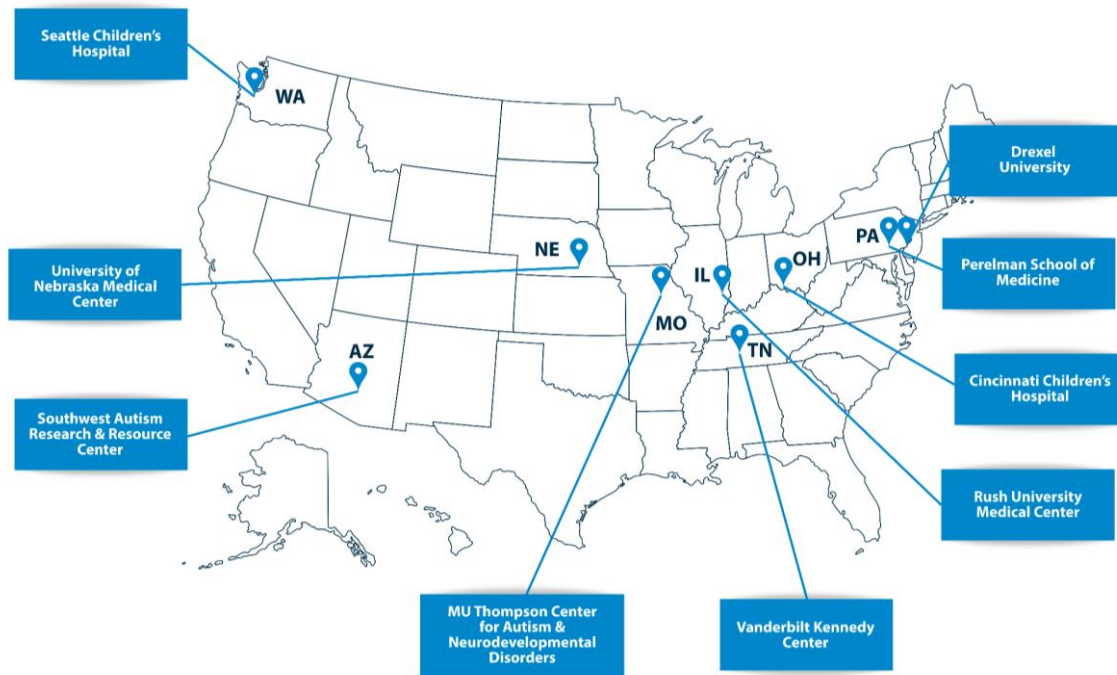 Seattle Children's
Hospital
WA
Drexel
University
PA
NE
OH
IL
University of
Nebraska Medical
Center
Perelman School of
Medicine
MO
TN
AZ
Cincinnati Children's
Hospital
Southwest Autism
Research & Resource
Center
Rush University
Medical Center
MU Thompson Center
for Autism &
Neurodevelopmental
Disorders
Vanderbilt Kennedy
Center